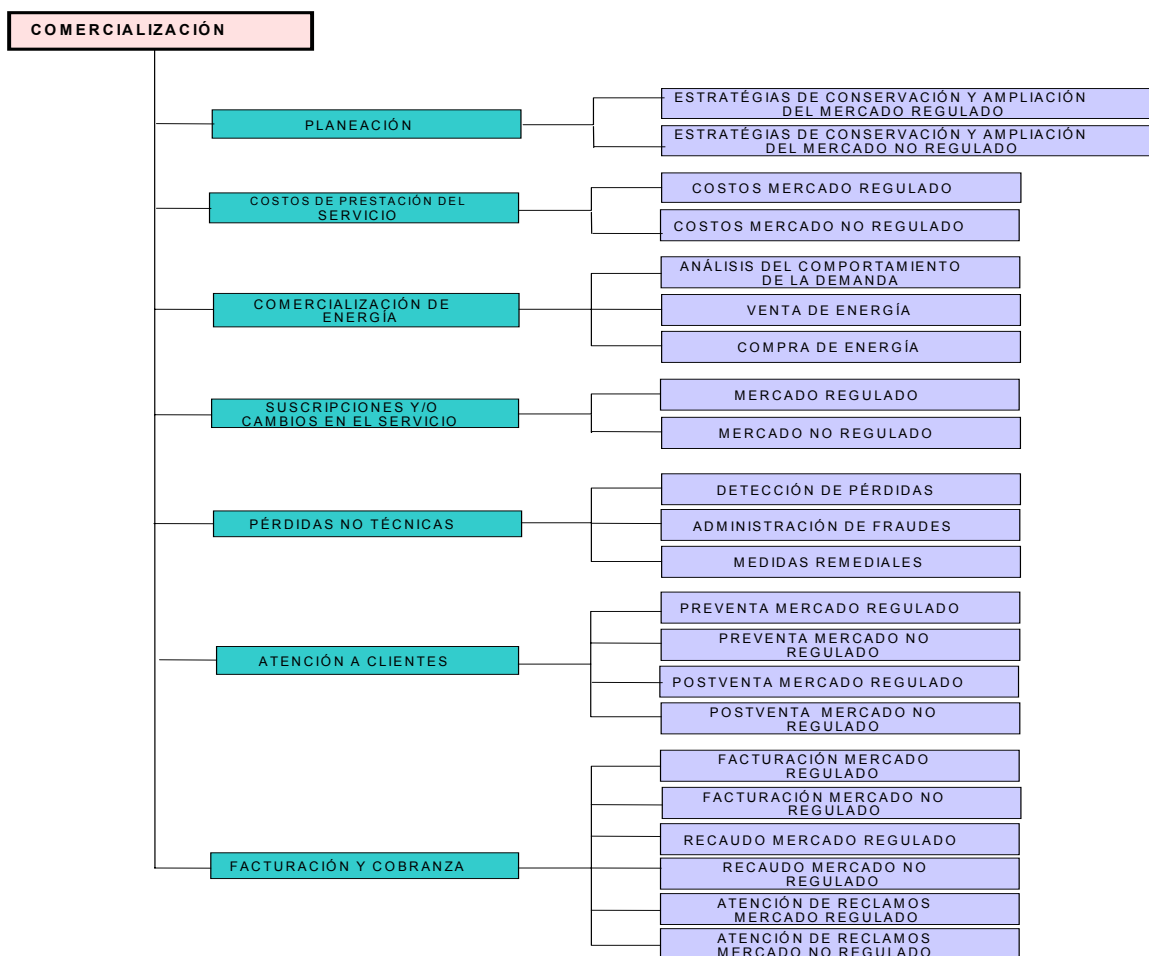 COMERCIALIZACIÓN
PLANEACIÓN
ESTRATÉGIAS DE CONSERVACIÓN Y AMPLIACIÓN
DEL MERCADO REGULADO
ESTRATÉGIAS DE CONSERVACIÓN Y AMPLIACIÓN
DEL MERCADO NO REGULADO
COSTOS DE PRESTACIÓN DEL
SERVICIO
COSTOS MERCADO REGULADO
COSTOS MERCADO NO REGULADO
COMERCIALIZACIÓN DE
ENERGÍA
ANÁLISIS DEL COMPORTAMIENTO
DE LA DEMANDA
VENTA DE ENERGÍA
COMPRA DE ENERGÍA
SUSCRIPCIONES Y/O
CAMBIOS EN EL SERVICIO
MERCADO REGULADO
MERCADO NO REGULADO
PÉRDIDAS NO TÉCNICAS
DETECCIÓN DE PÉRDIDAS
ADMINISTRACIÓN DE FRAUDES
MEDIDAS REMEDIALES
ATENCIÓN A CLIENTES
PREVENTA MERCADO REGULADO
PREVENTA MERCADO NO
REGULADO
POSTVENTA MERCADO REGULADO
POSTVENTA MERCADO NO
REGULADO
FACTURACIÓN Y COBRANZA
FACTURACIÓN MERCADO
REGULADO
FACTURACIÓN MERCADO NO
REGULADO
RECAUDO MERCADO REGULADO
RECAUDO MERCADO NO
REGULADO
ATENCIÓN DE RECLAMOS
MERCADO REGULADO
ATENCIÓN DE RECLAMOS
MERCADO NO REGULADO